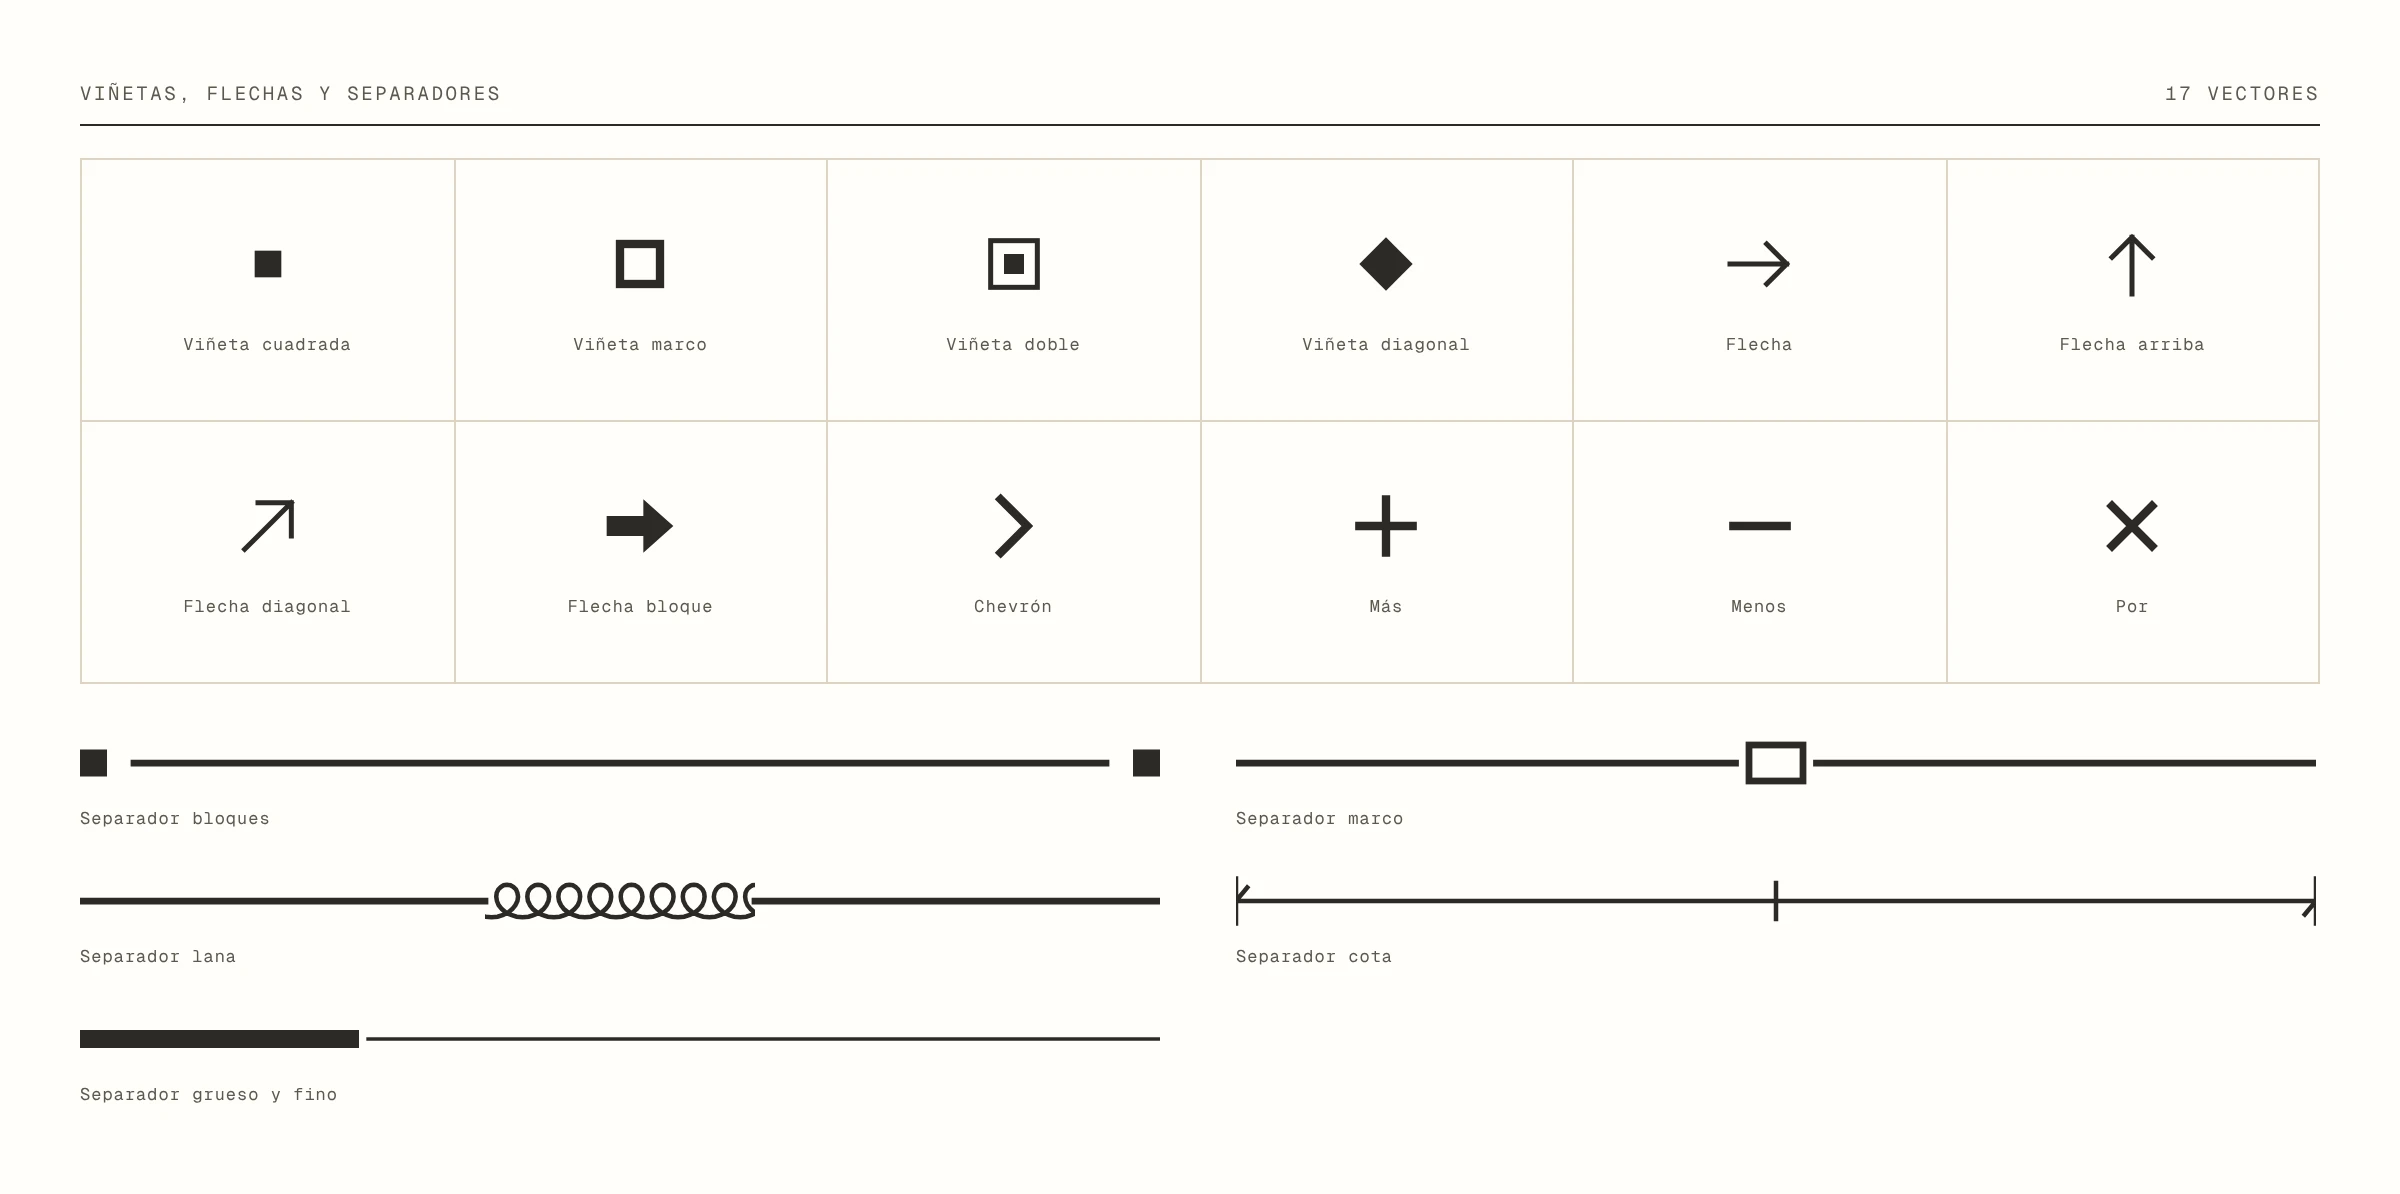 VIÑETAS, FLECHAS Y SEPARADORES
17 VECTORES
Viñeta cuadrada
Viñeta marco
Viñeta doble
Viñeta diagonal
Flecha
Flecha arriba
Flecha diagonal
Flecha bloque
Chevrón
Más
Menos
Por
Separador bloques
Separador marco
Separador lana
Separador cota
Separador grueso y fino